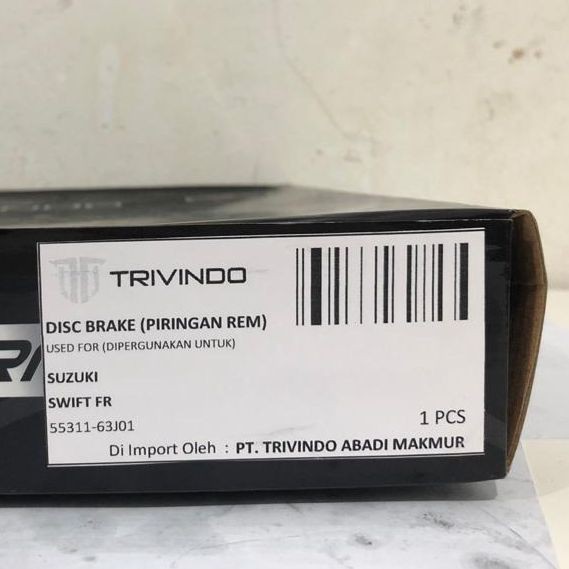 TRIVINDO
DISC BRAKE (PIRINGAN REM)
USED FOR (DIPERGUNAKAN UNTUK)
SUZUKI
SWIFT FR
55311-63J01
1 PCS
Di Import Oleh : PT. TRIVINDO ABADI MAKMUR